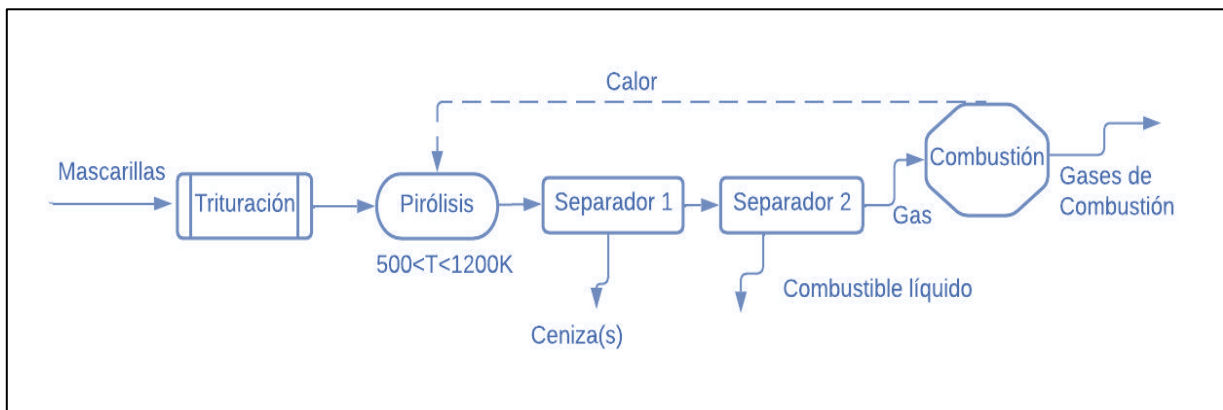 Calor
Mascarillas
Trituración
Pirólisis
Separador 1
Separador 2
Combustión
500<T<1200K
Gas
Gases de
Combustión
Ceniza(s)
Combustible líquido